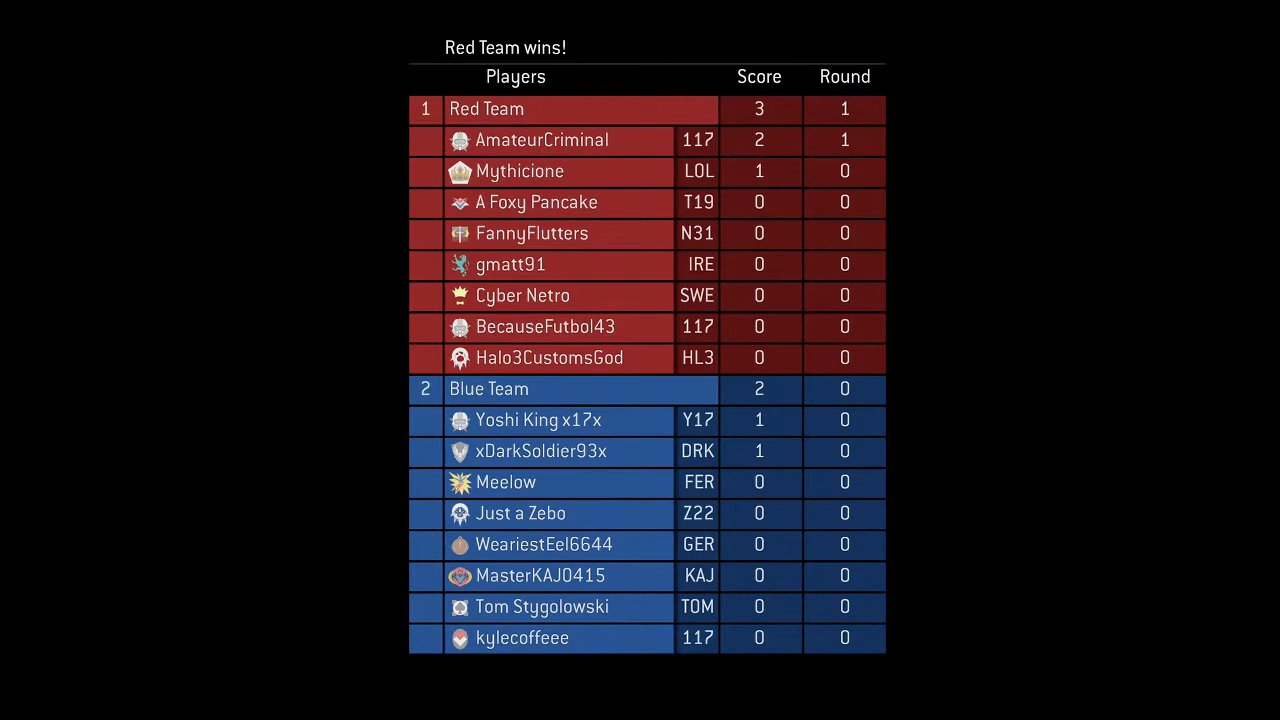 Red Team wins!
Players Score Round
1 Red Team 3 1
AmateurCriminal 117 2 1
Mythicione LOL 1 0
A Foxy Pancake T19 0 0
FannyFlutters N31 0 0
gmatt91 IRE 0 0
Cyber Netro SWE 0 0
BecauseFutbol43 117 0 0
Halo3CustomsGod HL3 0 0
2 Blue Team 2 0
Yoshi King x17x Y17 1 0
xDarkSoldier93x DRK 1 0
Meelow FER 0 0
Just a Zebo Z22 0 0
WeariestEel6644 GER 0 0
MasterKAJ0415 KAJ 0 0
Tom Stygolowski TOM 0 0
kylecoffeee 117 0 0